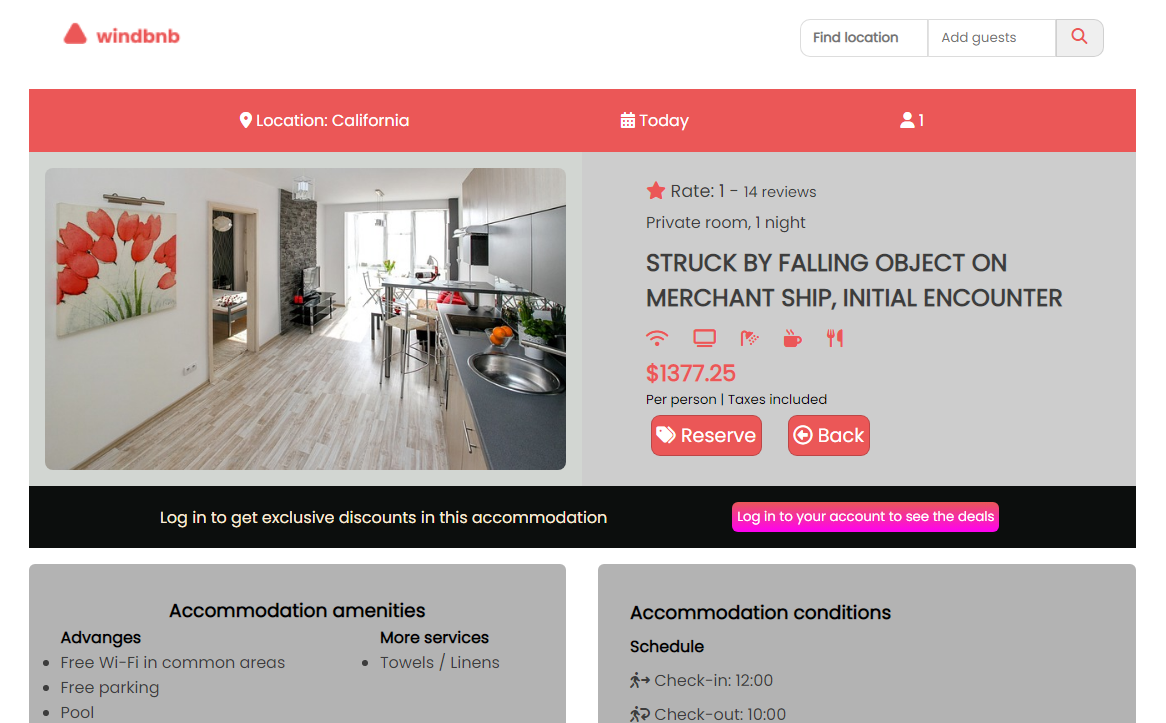 windbnb
Find location
Add guests
Location: California
Today
1
Rate: 1 - 14 reviews
Private room, 1 night
STRUCK BY FALLING OBJECT ON
MERCHANT SHIP, INITIAL ENCOUNTER
$1377.25
Per person | Taxes included
Reserve
Back
Log in to get exclusive discounts in this accommodation
Log in to your account to see the deals
Accommodation amenities
Advanges
Free Wi-Fi in common areas
Free parking
Pool
More services
Towels / Linens
Accommodation conditions
Schedule
Check-in: 12:00
Check-out: 10:00